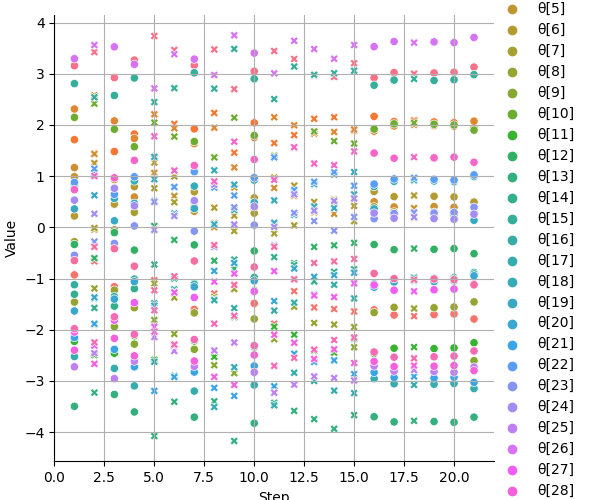 4
3
2
1
0
−1
−2
−3
−4
Value
0.0 2.5 5.0 7.5 10.0 12.5 15.0 17.5 20.0
Step
θ[5]
θ[6]
θ[7]
θ[8]
θ[9]
θ[10]
θ[11]
θ[12]
θ[13]
θ[14]
θ[15]
θ[16]
θ[17]
θ[18]
θ[19]
θ[20]
θ[21]
θ[22]
θ[23]
θ[24]
θ[25]
θ[26]
θ[27]
θ[28]